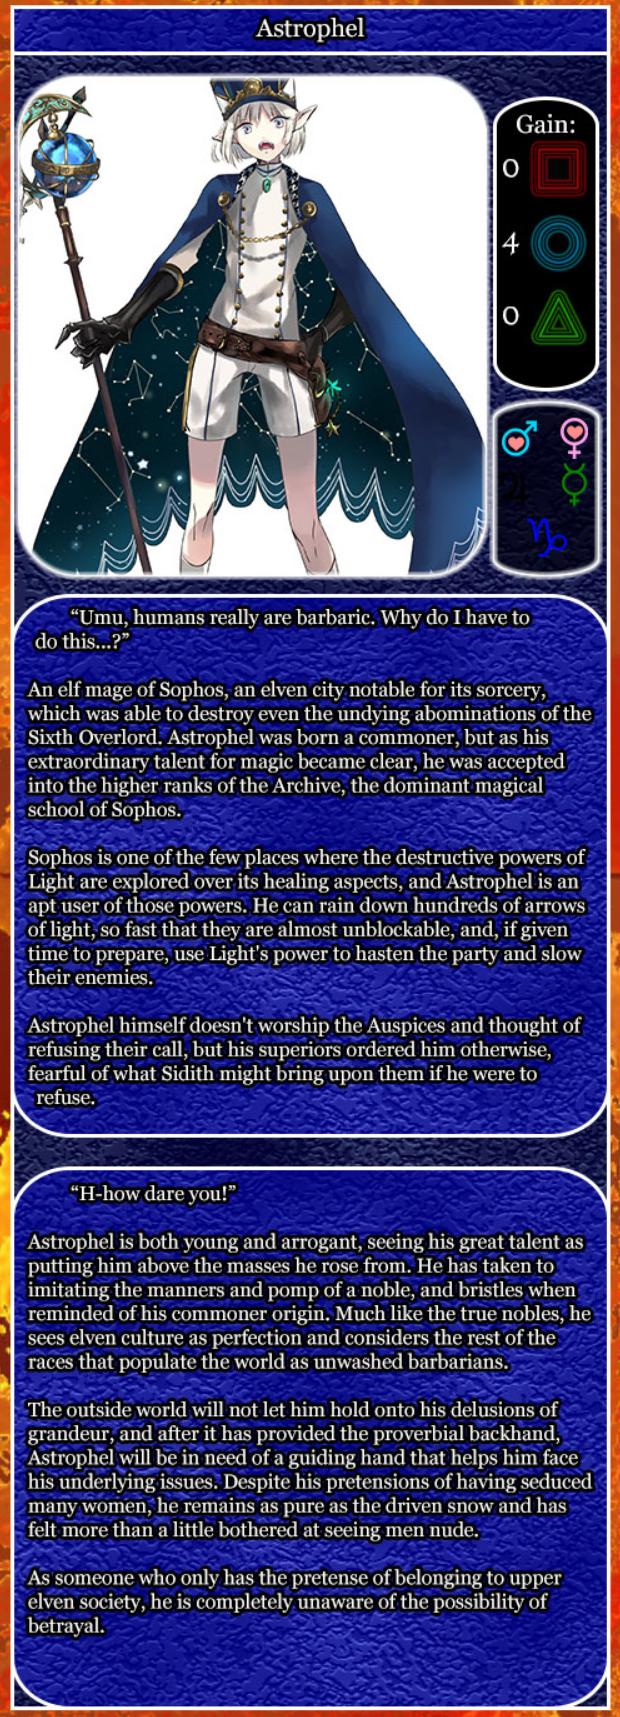 Astrophel
Gain:
0
4
0
“Umu, humans really are barbaric. Why do I have to
do this...?”
An elf mage of Sophos, an elven city notable for its sorcery,
which was able to destroy even the undying abominations of the
Sixth Overlord. Astrophel was born a commoner, but as his
extraordinary talent for magic became clear, he was accepted
into the higher ranks of the Archive, the dominant magical
school of Sophos.
Sophos is one of the few places where the destructive powers of
Light are explored over its healing aspects, and Astrophel is an
apt user of those powers. He can rain down hundreds of arrows
of light, so fast that they are almost unblockable, and, if given
time to prepare, use Light's power to hasten the party and slow
their enemies.
Astrophel himself doesn't worship the Auspices and thought of
refusing their call, but his superiors ordered him otherwise,
fearful of what Sidith might bring upon them if he were to
refuse.
“H-how dare you!”
Astrophel is both young and arrogant, seeing his great talent as
putting him above the masses he rose from. He has taken to
imitating the manners and pomp of a noble, and bristles when
reminded of his commoner origin. Much like the true nobles, he
sees elven culture as perfection and considers the rest of the
races that populate the world as unwashed barbarians.
The outside world will not let him hold onto his delusions of
grandeur, and after it has provided the proverbial backhand,
Astrophel will be in need of a guiding hand that helps him face
his underlying issues. Despite his pretensions of having seduced
many women, he remains as pure as the driven snow and has
felt more than a little bothered at seeing men nude.
As someone who only has the pretense of belonging to upper
elven society, he is completely unaware of the possibility of
betrayal.